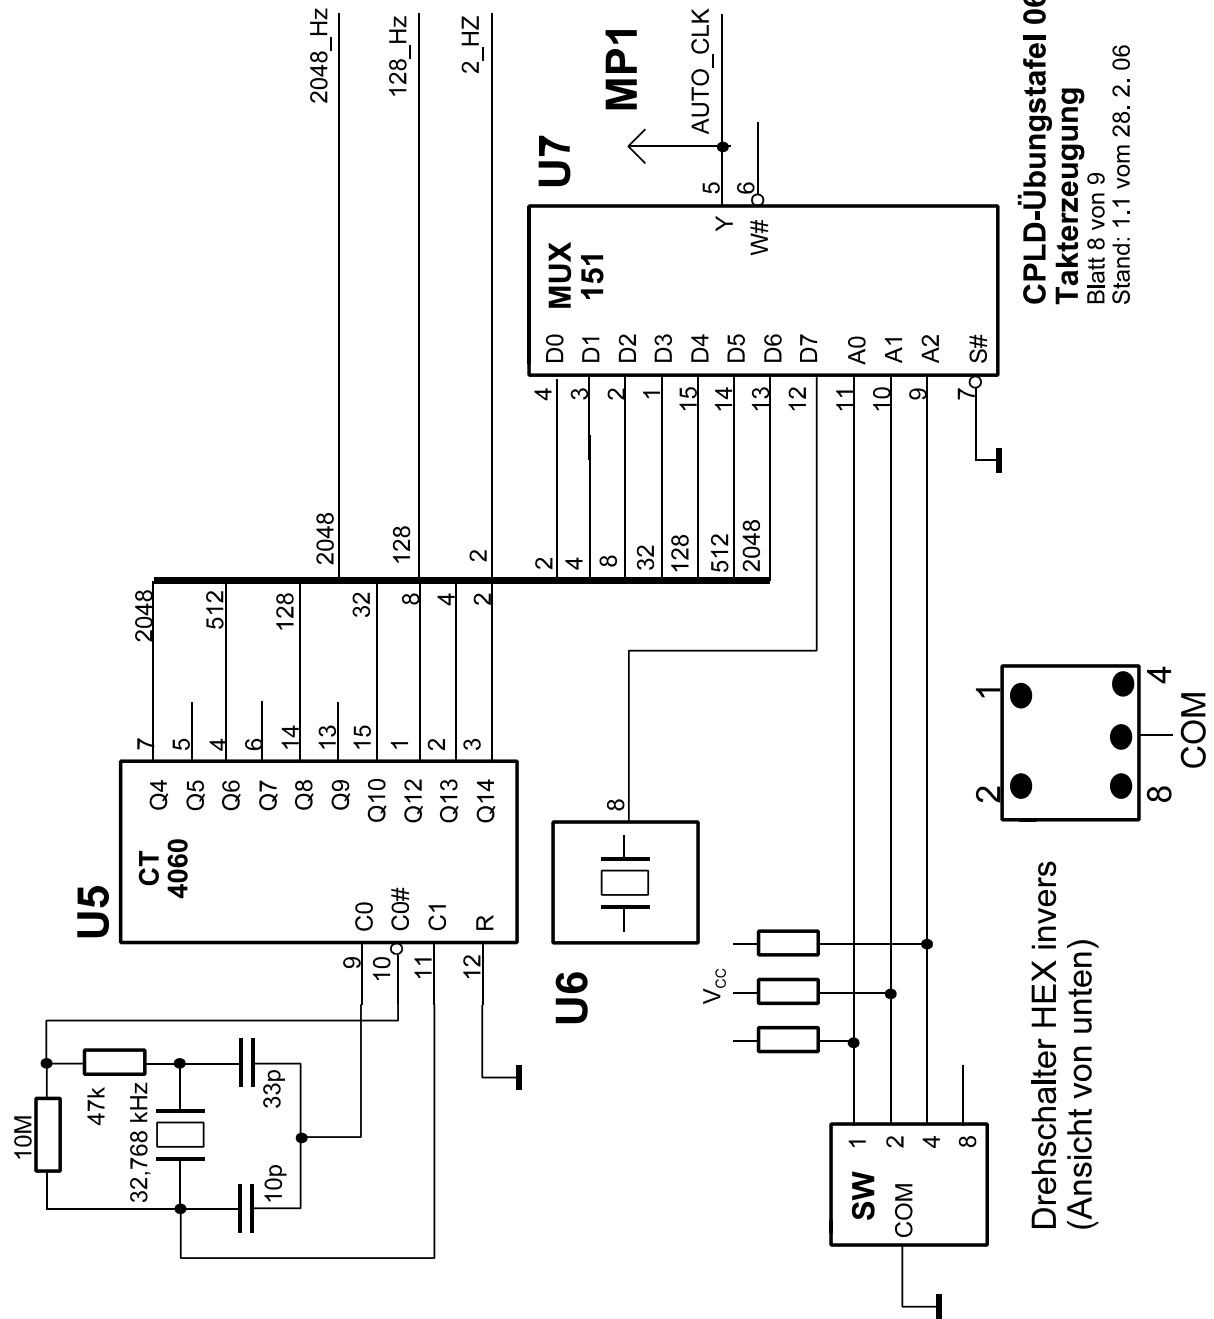 2048_Hz
128_Hz
2_HZ
MP1
AUTO_CLK
U7
5
6
Y
W#
MUX
151
D0
D1
D2
D3
D4
D5
D6
D7
A0
A1
A2
S#
4
3
2
1
15
14
13
12
11
10
9
7
CPLD-Übungstafel 06
Takterzeugung
Blatt 8 von 9
Stand: 1.1 vom 28. 2. 06
2048
128
2
2
4
8
32
128
512
2048
2048
512
128
32
8
4
2
7
5
4
6
14
13
15
1
2
3
Q4
Q5
Q6
Q7
Q8
Q9
Q10
Q12
Q13
Q14
CT
4060
U5
C0
C0#
C1
R
9
10
11
12
10M
47k
32,768 kHz
33p
10p
U6
8
VCC
SW
COM
1
2
4
8
1
2
4
8
COM
Drehschalter HEX invers
(Ansicht von unten)